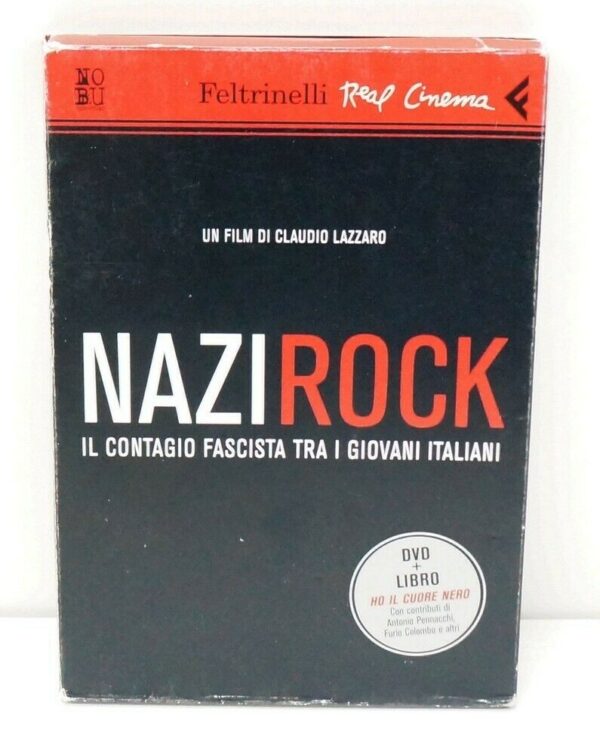 NO
BU
Feltrinelli Real Cinema
UN FILM DI CLAUDIO LAZZARO
NAZIROCK
IL CONTAGIO FASCISTA TRA I GIOVANI ITALIANI
DVD
+
LIBRO
HO IL CUORE NERO
Con contributi di
Antonio Pennacchi,
Furio Colombo e altri